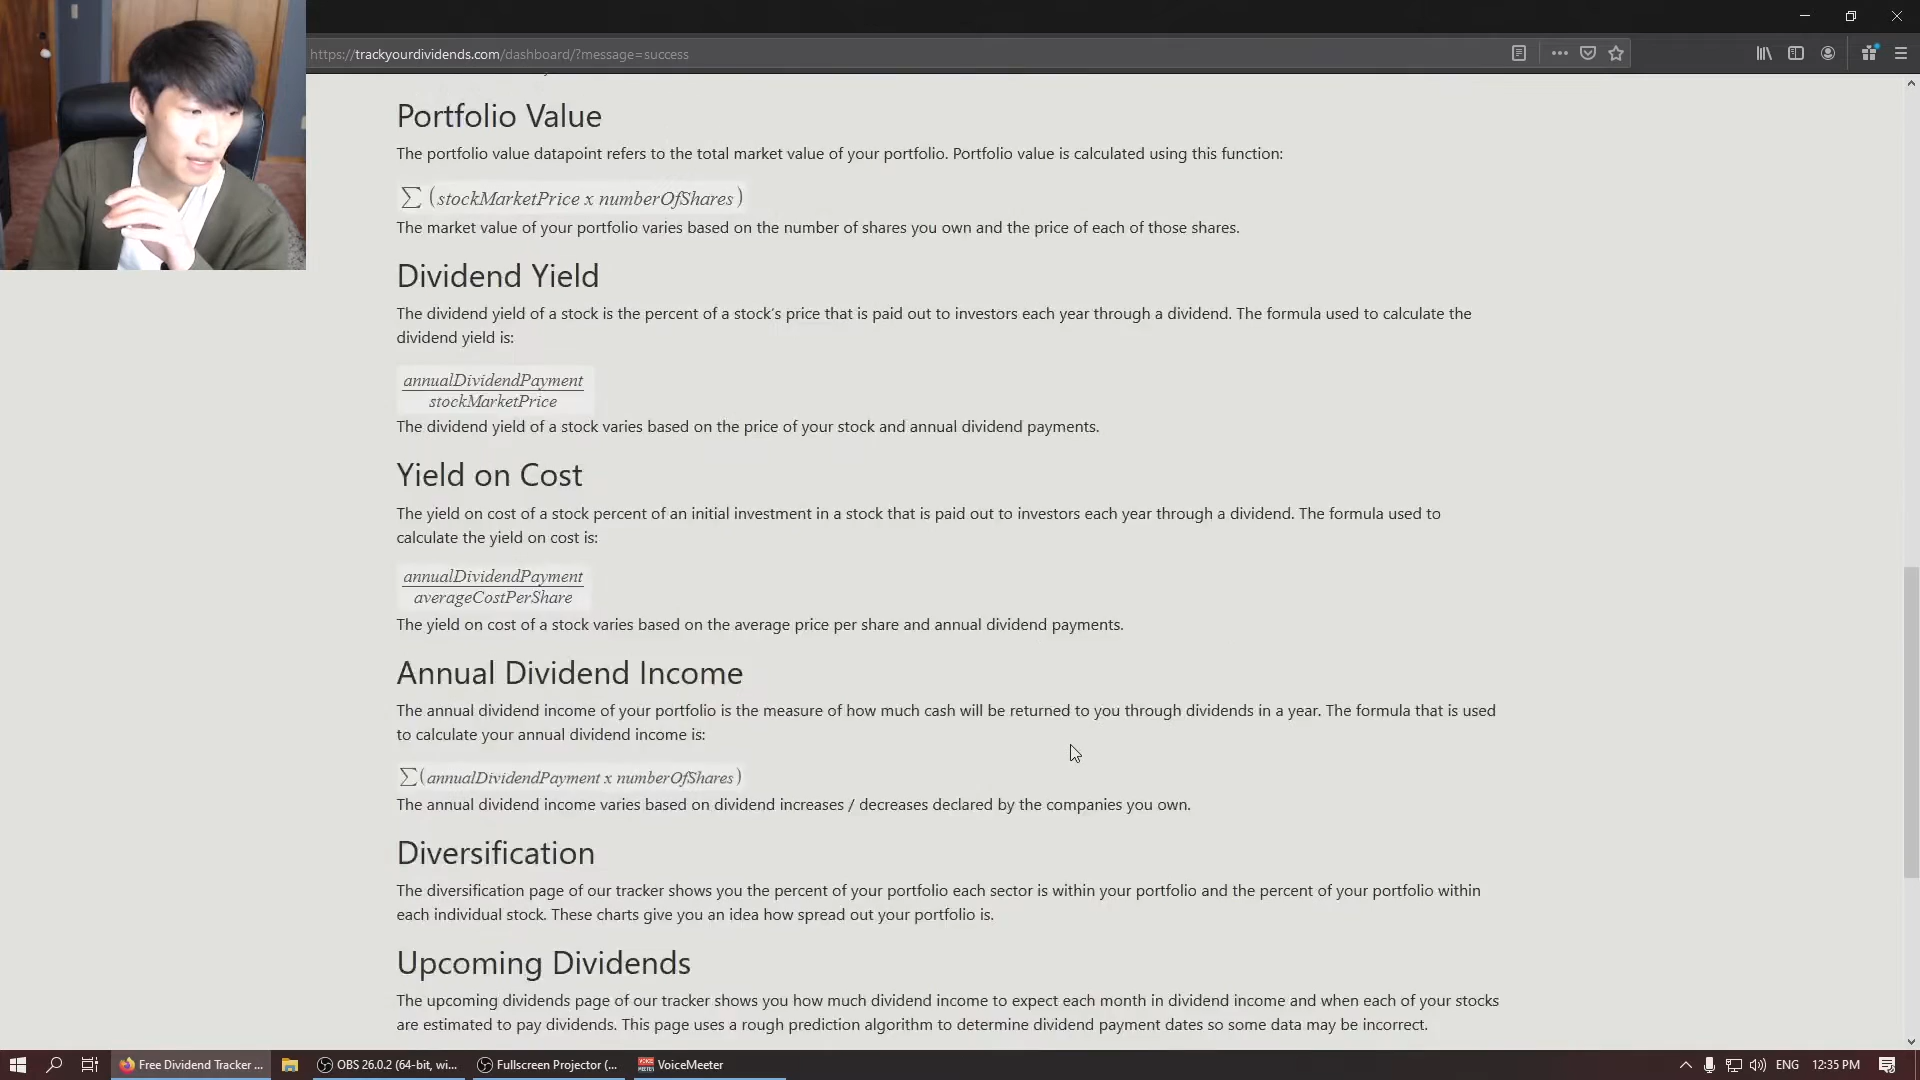 https://trackyourdividends.com/dashboard/?message=success
Portfolio Value
The portfolio value datapoint refers to the total market value of your portfolio. Portfolio value is calculated using this function:
∑ (stockMarketPrice x numberOfShares)
The market value of your portfolio varies based on the number of shares you own and the price of each of those shares.
Dividend Yield
The dividend yield of a stock is the percent of a stock's price that is paid out to investors each year through a dividend. The formula used to calculate the
dividend yield is:
annualDividendPayment
stockMarketPrice
The dividend yield of a stock varies based on the price of your stock and annual dividend payments.
Yield on Cost
The yield on cost of a stock percent of an initial investment in a stock that is paid out to investors each year through a dividend. The formula used to
calculate the yield on cost is:
annualDividendPayment
averageCostPerShare
The yield on cost of a stock varies based on the average price per share and annual dividend payments.
Annual Dividend Income
The annual dividend income of your portfolio is the measure of how much cash will be returned to you through dividends in a year. The formula that is used
to calculate your annual dividend income is:
∑(annualDividendPayment x numberOfShares)
The annual dividend income varies based on dividend increases / decreases declared by the companies you own.
Diversification
The diversification page of our tracker shows you the percent of your portfolio each sector is within your portfolio and the percent of your portfolio within
each individual stock. These charts give you an idea how spread out your portfolio is.
Upcoming Dividends
The upcoming dividends page of our tracker shows you how much dividend income to expect each month in dividend income and when each of your stocks
are estimated to pay dividends. This page uses a rough prediction algorithm to determine dividend payment dates so some data may be incorrect.
Free Dividend Tracker ... OBS 26.0.2 (64-bit, wi... Fullscreen Projector (... VoiceMeeter ENG 12:35 PM